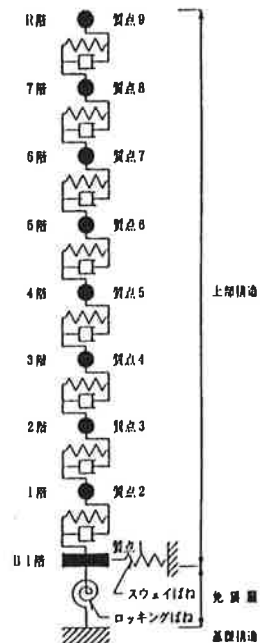 R階 質点9
7階 質点8
6階 質点7
5階 質点6
4階 質点5
上部構造
3階 質点4
2階 質点3
1階 質点2
B1階 質点1
スウェイばね
免震層
ロッキングばね
基礎構造